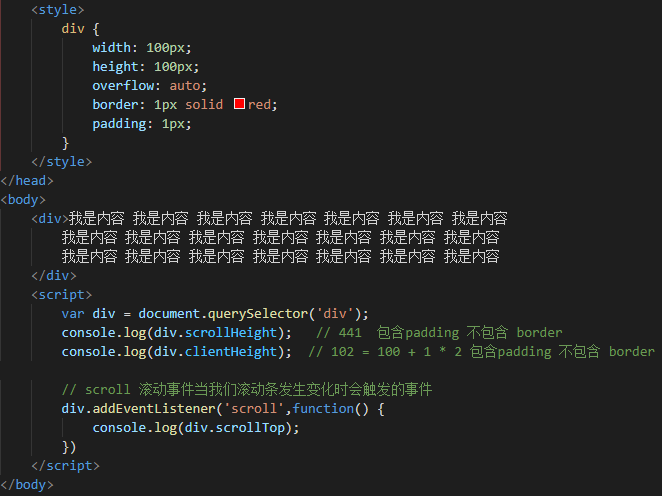 <style>
div {
width: 100px;
height: 100px;
overflow: auto;
border: 1px solid red;
padding: 1px;
}
</style>
</head>
<body>
<div>我是内容 我是内容 我是内容 我是内容 我是内容 我是内容 我是内容
我是内容 我是内容 我是内容 我是内容 我是内容 我是内容 我是内容
我是内容 我是内容 我是内容 我是内容 我是内容 我是内容 我是内容
</div>
<script>
var div = document.querySelector('div');
console.log(div.scrollHeight);   // 441  包含padding 不包含 border
console.log(div.clientHeight);  // 102 = 100 + 1 * 2 包含padding 不包含 border
// scroll 滚动事件当我们滚动条发生变化时会触发的事件
div.addEventListener('scroll',function() {
console.log(div.scrollTop);
})
</script>
</body>